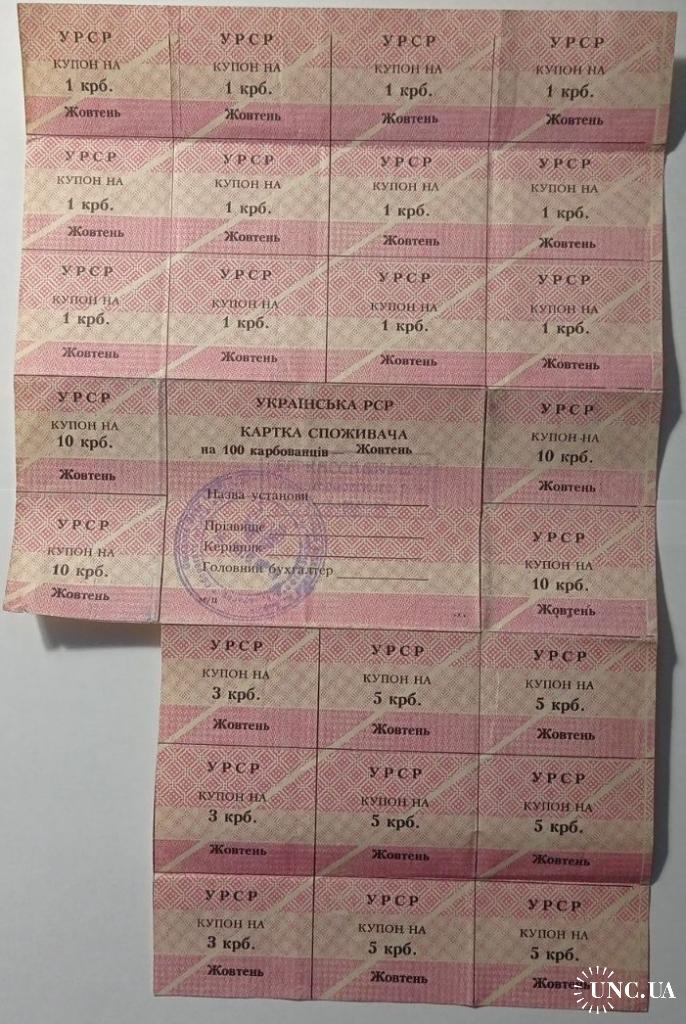 УРСР УРСР УРСР УРСР
КУПОН НА КУПОН НА КУПОН НА КУПОН НА
1 крб. 1 крб. 1 крб. 1 крб.
Жовтень Жовтень Жовтень Жовтень
УРСР УРСР УРСР УРСР
КУПОН НА КУПОН НА КУПОН НА КУПОН НА
1 крб. 1 крб. 1 крб. 1 крб.
Жовтень Жовтень Жовтень Жовтень
УРСР УРСР УРСР УРСР
КУПОН НА КУПОН НА КУПОН НА КУПОН НА
1 крб. 1 крб. 1 крб. 1 крб.
Жовтень Жовтень Жовтень Жовтень
УРСР
КУПОН НА
10 крб.
Жовтень
УРСР
КУПОН НА
10 крб.
Жовтень
УКРАЇНСЬКА РСР
КАРТКА СПОЖИВАЧА
на 100 карбованців— Жовтень
Назва установи
Прізвище
Керівник
Головний бухгалтер
м/п
УРСР
КУПОН НА
10 крб.
Жовтень
УРСР
КУПОН НА
10 крб.
Жовтень
УРСР УРСР УРСР
КУПОН НА КУПОН НА КУПОН НА
3 крб. 5 крб. 5 крб.
Жовтень Жовтень Жовтень
УРСР УРСР УРСР
КУПОН НА КУПОН НА КУПОН НА
3 крб. 5 крб. 5 крб.
Жовтень Жовтень Жовтень
УРСР УРСР УРСР
КУПОН НА КУПОН НА КУПОН НА
3 крб. 5 крб. 5 крб.
Жовтень Жовтень Жовтень
UNC.UA